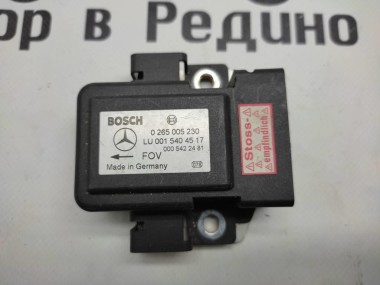 ор в Редино
BOSCH
0 265 005 230
LU 001 540 45 17
000 542 24 81
FOV
Made in Germany
Stoss-
empfindlich